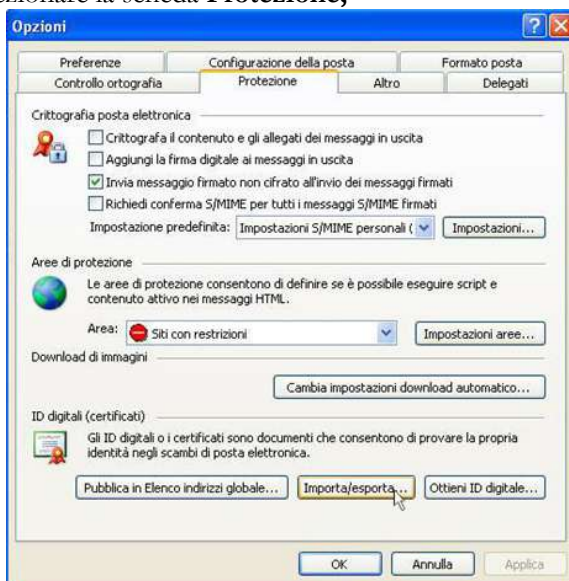 zionare la scheda Protezione,
Opzioni
Preferenze
Configurazione della posta
Formato posta
Controllo ortografia
Protezione
Altro
Delegati
Crittografia posta elettronica
Crittografa il contenuto e gli allegati dei messaggi in uscita
Aggiungi la firma digitale ai messaggi in uscita
Invia messaggio firmato non cifrato all'invio dei messaggi firmati
Richiedi conferma S/MIME per tutti i messaggi S/MIME firmati
Impostazione predefinita: Impostazioni S/MIME personali ( Impostazioni...
Aree di protezione
Le aree di protezione consentono di definire se è possibile eseguire script e
contenuto attivo nei messaggi HTML.
Area: Siti con restrizioni Impostazioni aree...
Download di immagini
Cambia impostazioni download automatico...
ID digitali (certificati)
Gli ID digitali o i certificati sono documenti che consentono di provare la propria
identità negli scambi di posta elettronica.
Pubblica in Elenco indirizzi globale... Importa/esporta... Ottieni ID digitale...
OK Annulla Applica